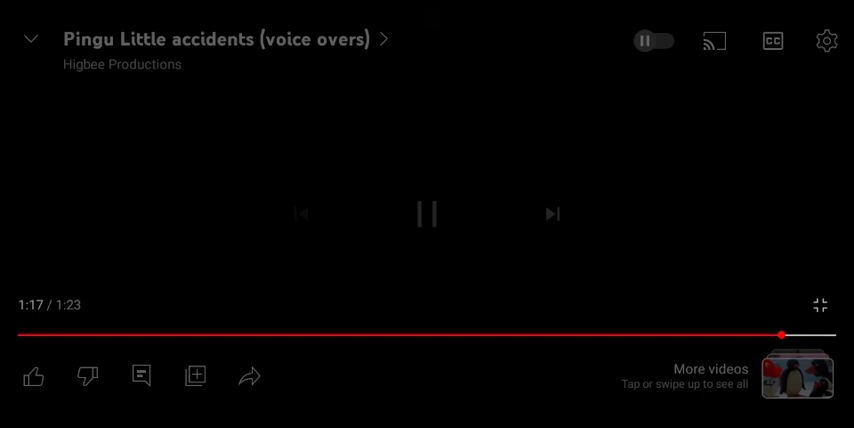 Pingu Little accidents (voice overs)
Higbee Productions
CC
1:17 / 1:23
More videos
Tap or swipe up to see all